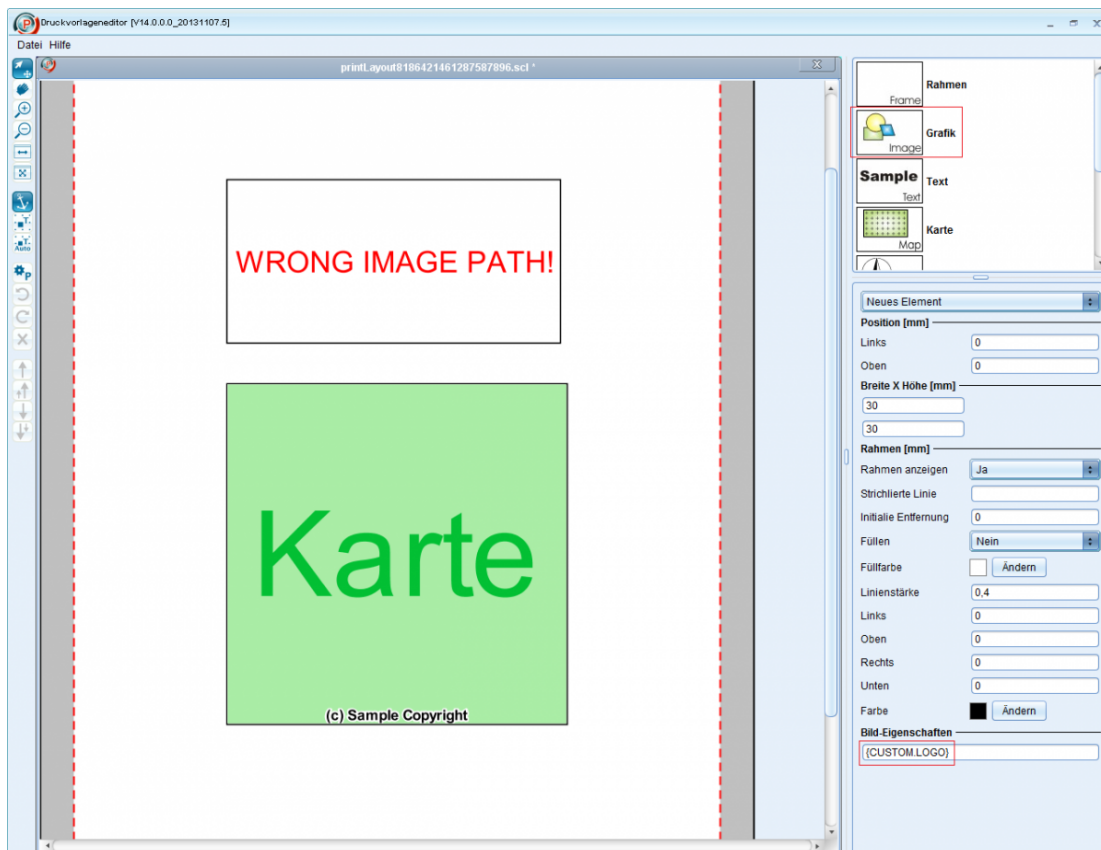 Druckvorlageneditor [V14.0.0.0_20131107.5]
Datei Hilfe
printLayout8186421461287587896.scl *
WRONG IMAGE PATH!
Karte
(c) Sample Copyright
Auto
P
Frame
Rahmen
Image
Grafik
Sample
Text
Text
Map
Karte
Neues Element
Position [mm]
Links 0
Oben 0
Breite X Höhe [mm]
30
30
Rahmen [mm]
Rahmen anzeigen Ja
Strichlierte Linie
Initialie Entfernung 0
Füllen Nein
Füllfarbe Ändern
Linienstärke 0,4
Links 0
Oben 0
Rechts 0
Unten 0
Farbe Ändern
Bild-Eigenschaften
{CUSTOM.LOGO}